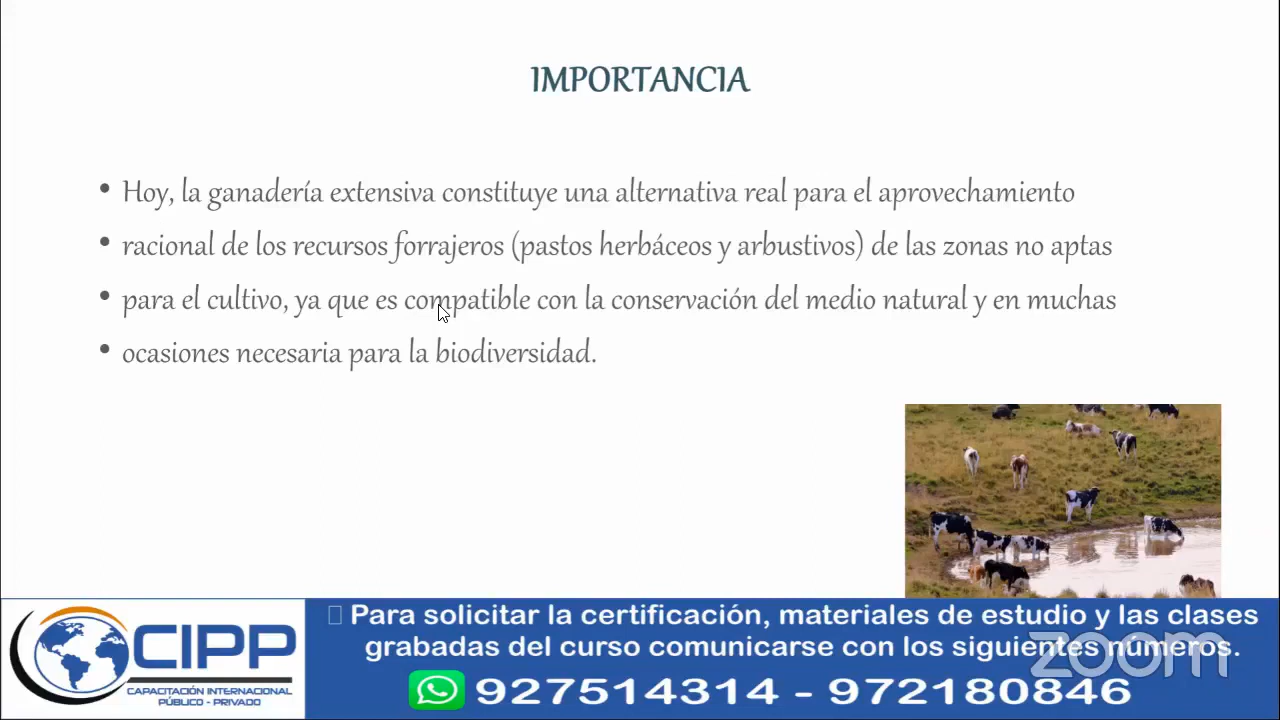 IMPORTANCIA
• Hoy, la ganadería extensiva constituye una alternativa real para el aprovechamiento
• racional de los recursos forrajeros (pastos herbáceos y arbustivos) de las zonas no aptas
• para el cultivo, ya que es compatible con la conservación del medio natural y en muchas
• ocasiones necesaria para la biodiversidad.
CIPP
CAPACITACIÓN INTERNACIONAL
PÚBLICO - PRIVADO
Para solicitar la certificación, materiales de estudio y las clases
grabadas del curso comunicarse con los siguientes números.
927514314 - 972180846
zoom